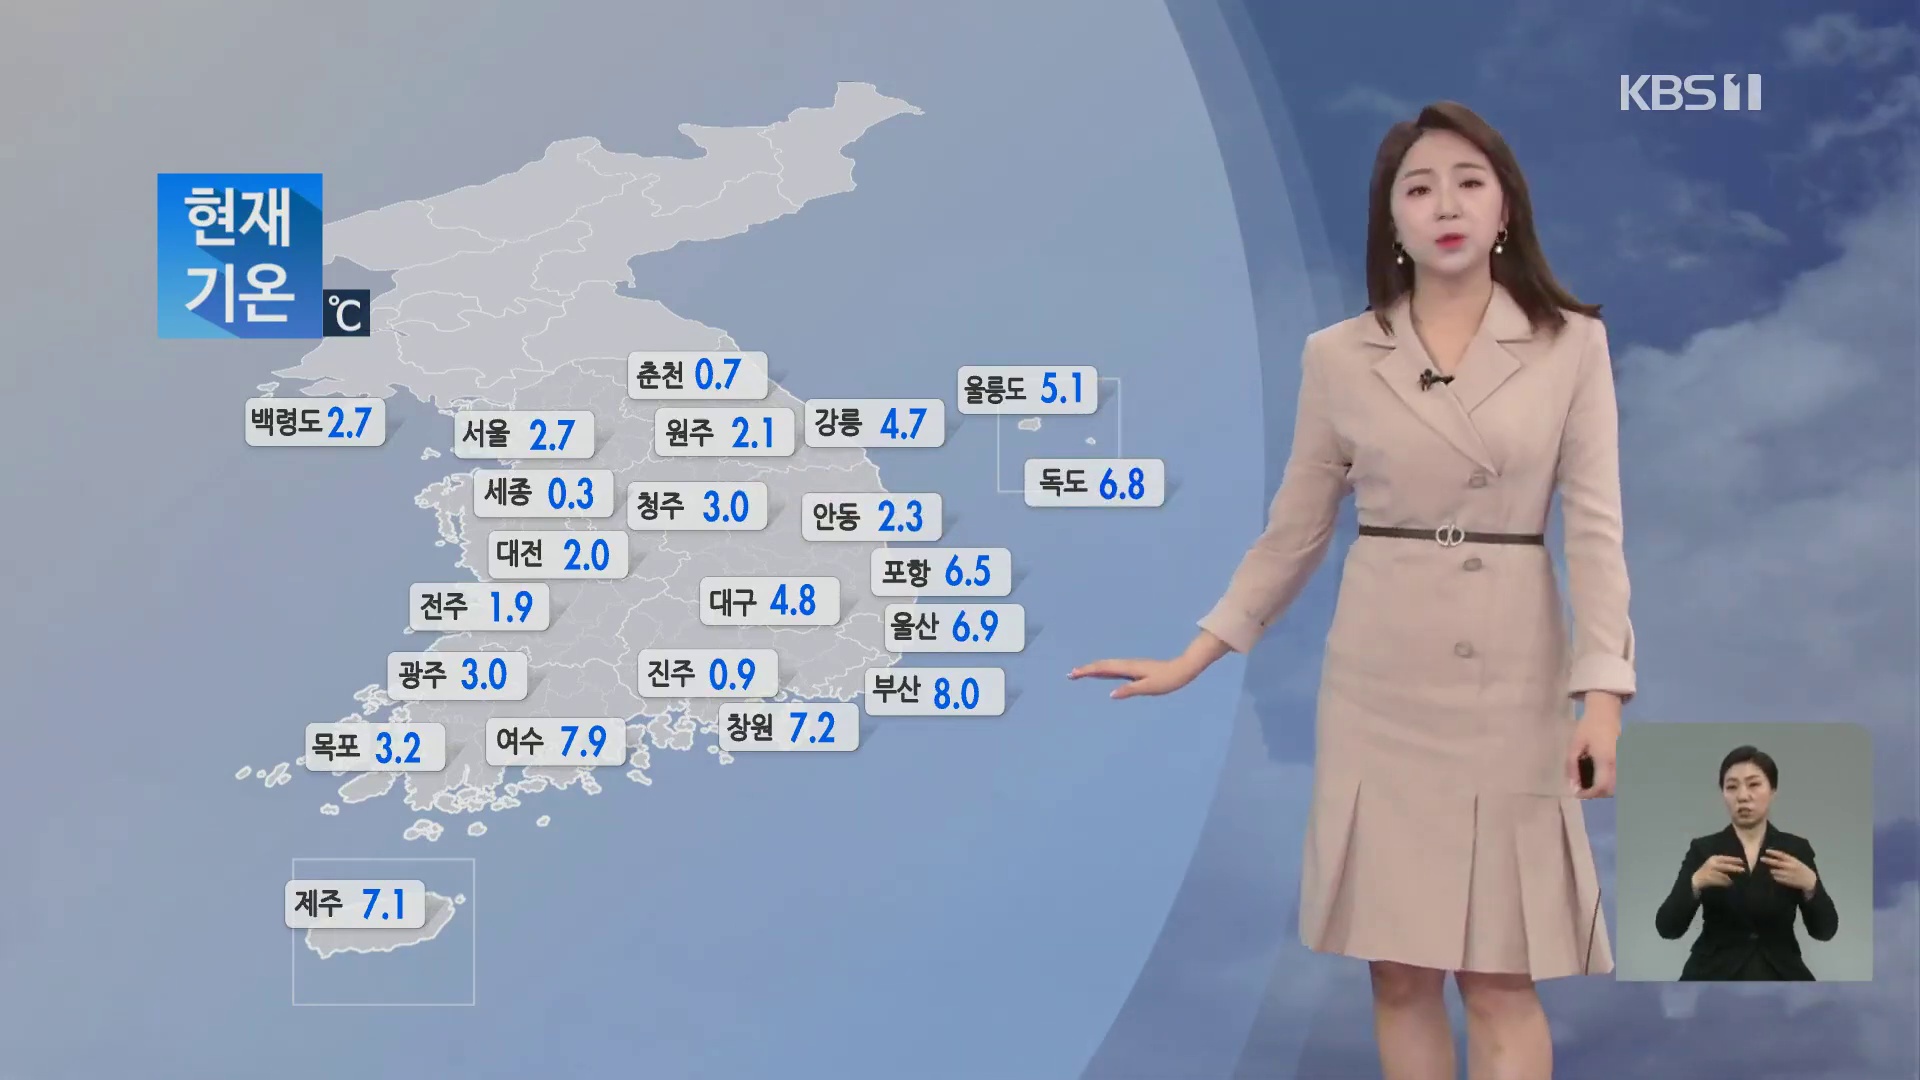 KBS 1
현재
기온
℃
춘천 0.7
울릉도 5.1
백령도 2.7
서울 2.7
원주 2.1
강릉 4.7
독도 6.8
세종 0.3
청주 3.0
안동 2.3
대전 2.0
포항 6.5
전주 1.9
대구 4.8
울산 6.9
광주 3.0
진주 0.9
부산 8.0
목포 3.2
여수 7.9
창원 7.2
제주 7.1